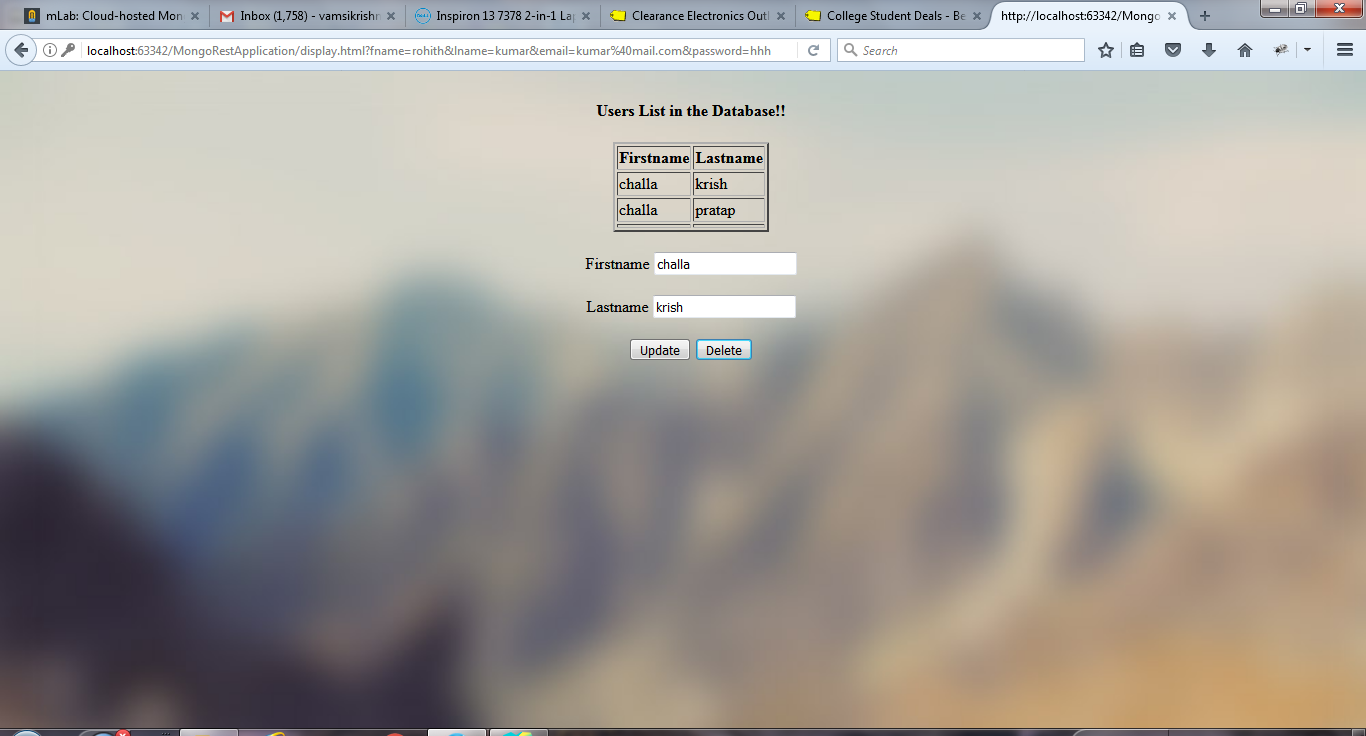 mLab: Cloud-hosted Mon
Inbox (1,758) - vamsikrishn
Inspiron 13 7378 2-in-1 Lap
Clearance Electronics Outl
College Student Deals - Be
http://localhost:63342/Mongo
localhost:63342/MongoRestApplication/display.html?fname=rohith&lname=kumar&email=kumar%40mail.com&password=hhh
Search
Users List in the Database!!
Firstname Lastname
challa krish
challa pratap
Firstname challa
Lastname krish
Update Delete